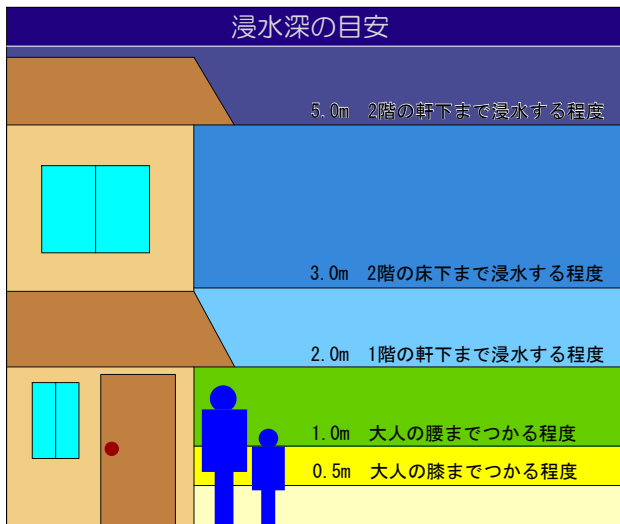 浸水深の目安
5.0m 2階の軒下まで浸水する程度
3.0m 2階の床下まで浸水する程度
2.0m 1階の軒下まで浸水する程度
1.0m 大人の腰までつかる程度
0.5m 大人の膝までつかる程度